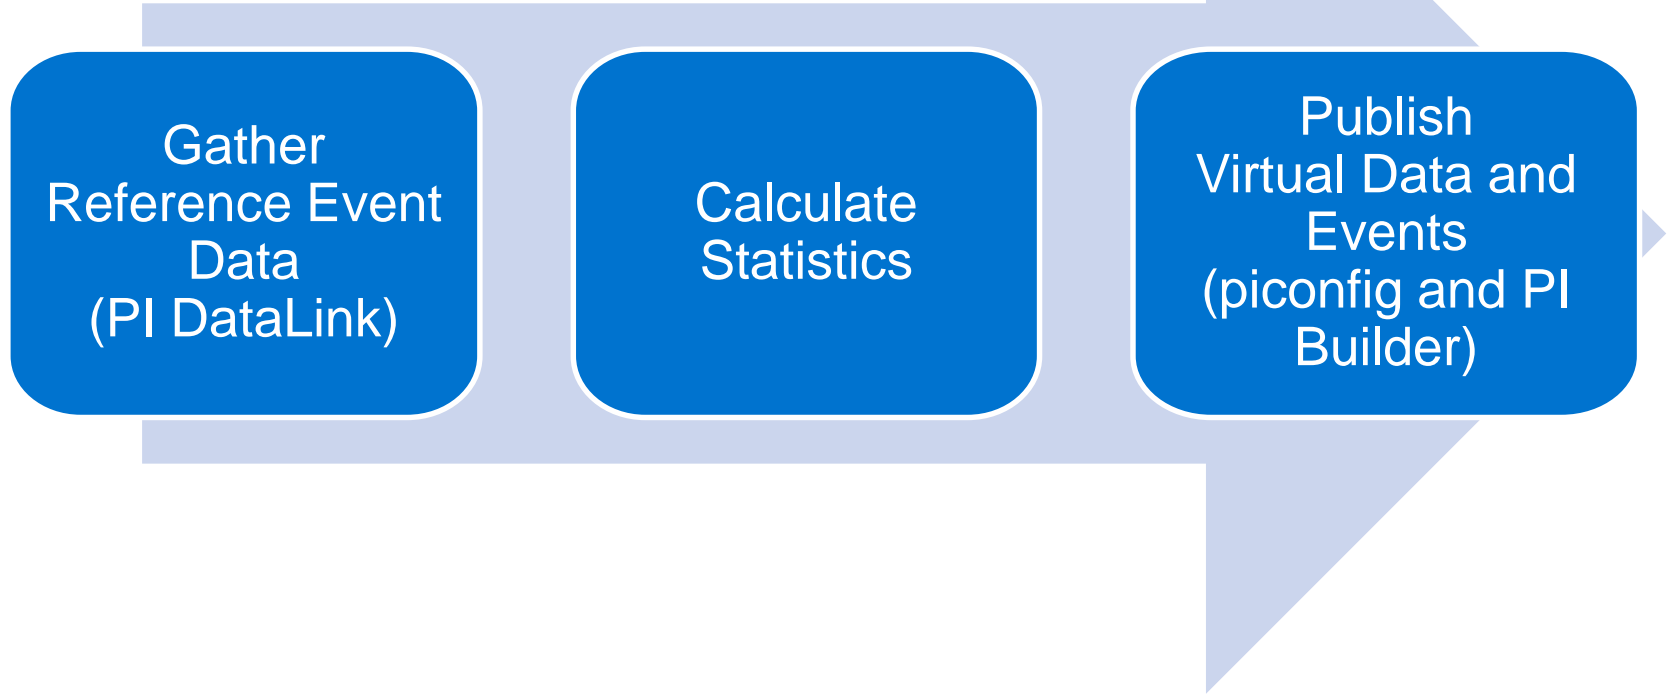 Gather
Reference Event
Data
(PI DataLink)
Calculate
Statistics
Publish
Virtual Data and
Events
(piconfig and PI
Builder)